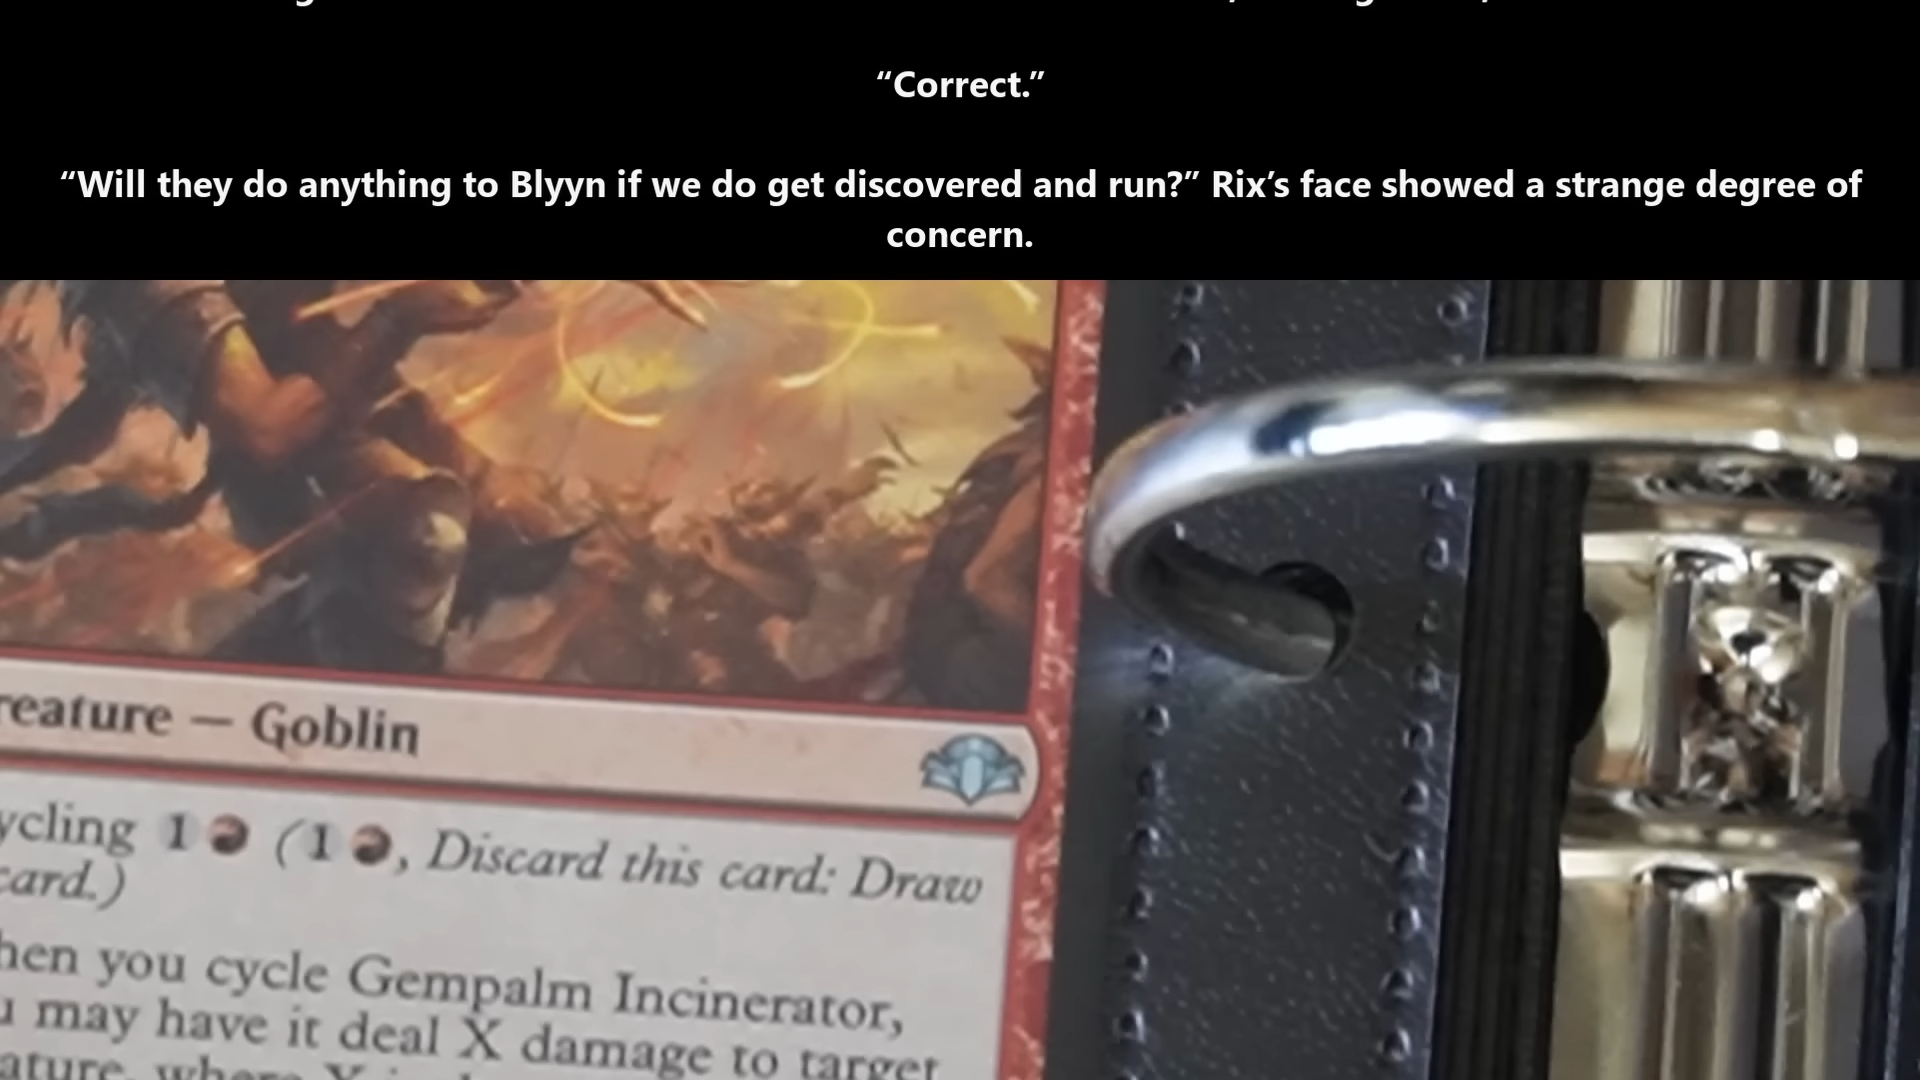 “Correct.”
“Will they do anything to Blyyn if we do get discovered and run?” Rix’s face showed a strange degree of
concern.
reature — Goblin
ycling 1 (1 , Discard this card: Draw
card.)
hen you cycle Gempalm Incinerator,
u may have it deal X damage to target